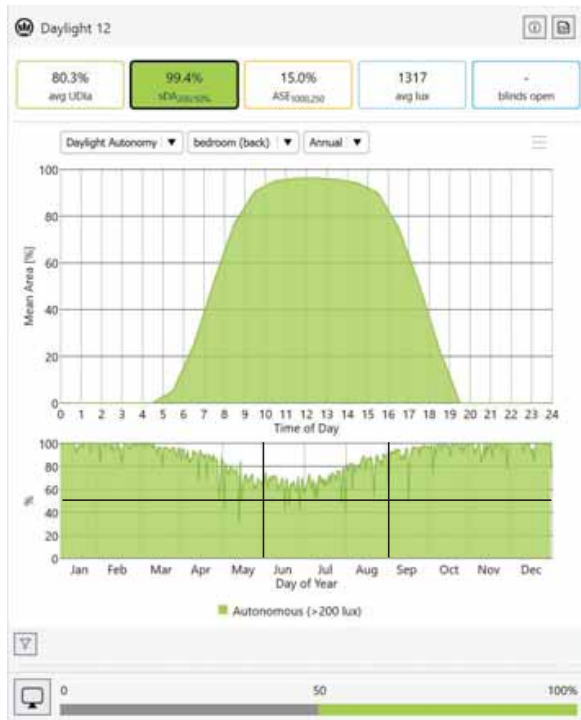 Daylight 12
80.3% 99.4% 15.0% 1317 -
avg UDIa sDA200/50% ASE1000,250 avg lux blinds open
Daylight Autonomy ▼ bedroom (back) ▼ Annual ▼
100
80
60
40
20
0
Mean Area [%]
0 1 2 3 4 5 6 7 8 9 10 11 12 13 14 15 16 17 18 19 20 21 22 23 24
Time of Day
100
80
60
40
20
0
%
Jan Feb Mar Apr May Jun Jul Aug Sep Oct Nov Dec
Day of Year
Autonomous (>200 lux)
0 50 100%